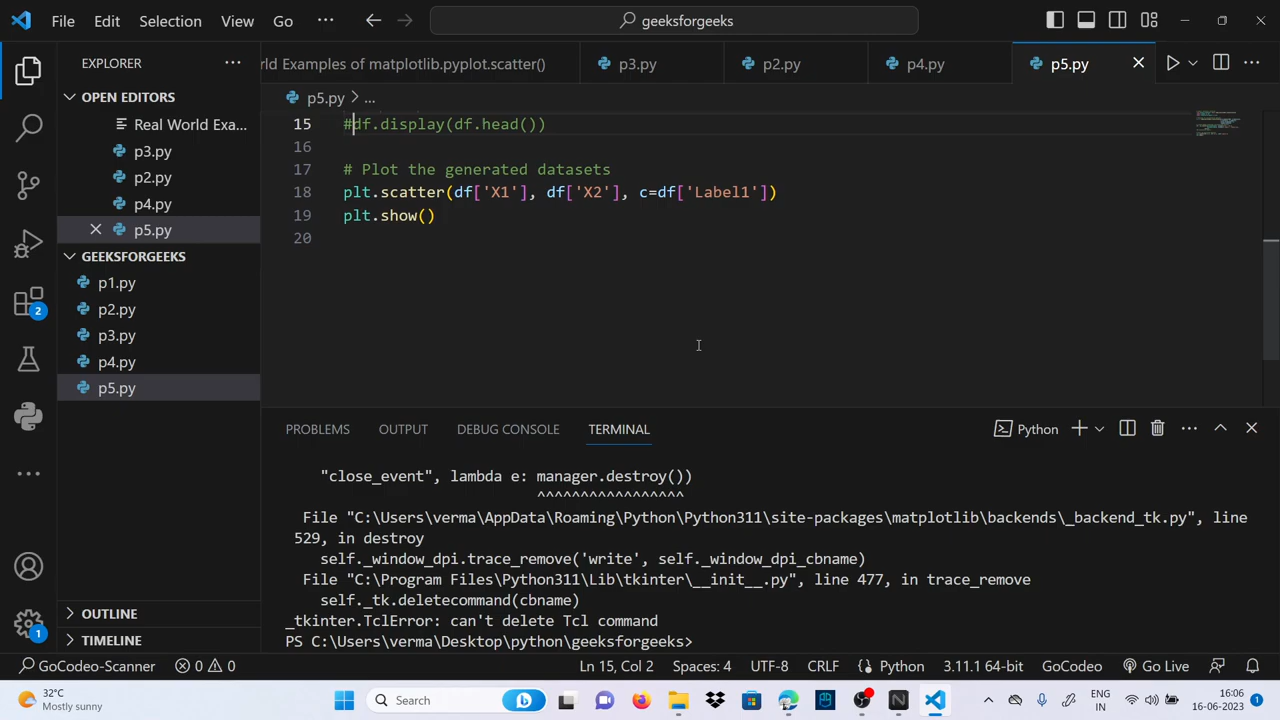 File Edit Selection View Go ··· geeksforgeeks
EXPLORER ···
OPEN EDITORS
Real World Exa...
p3.py
p2.py
p4.py
p5.py
GEEKSFORGEEKS
p1.py
p2.py
p3.py
p4.py
p5.py
OUTLINE
TIMELINE
2
1
rld Examples of matplotlib.pyplot.scatter() p3.py p2.py p4.py p5.py
p5.py > ...
15 #df.display(df.head())
16
17 # Plot the generated datasets
18 plt.scatter(df['X1'], df['X2'], c=df['Label1'])
19 plt.show()
20
PROBLEMS OUTPUT DEBUG CONSOLE TERMINAL Python
"close_event", lambda e: manager.destroy())
^^^^^^^^^^^^^^^^^
File "C:\Users\verma\AppData\Roaming\Python\Python311\site-packages\matplotlib\backends\_backend_tk.py", line
529, in destroy
self._window_dpi.trace_remove('write', self._window_dpi_cbname)
File "C:\Program Files\Python311\Lib\tkinter\__init__.py", line 477, in trace_remove
self._tk.deletecommand(cbname)
_tkinter.TclError: can't delete Tcl command
PS C:\Users\verma\Desktop\python\geeksforgeeks>
GoCodeo-Scanner 0 0 Ln 15, Col 2 Spaces: 4 UTF-8 CRLF Python 3.11.1 64-bit GoCodeo Go Live
32°C
Mostly sunny
Search
ENG
IN
16:06
16-06-2023
1